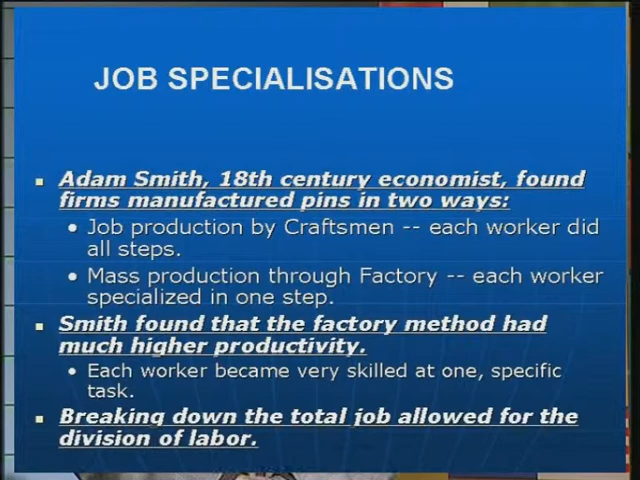 JOB SPECIALISATIONS
Adam Smith, 18th century economist, found
firms manufactured pins in two ways:
• Job production by Craftsmen -- each worker did
all steps.
• Mass production through Factory -- each worker
specialized in one step.
Smith found that the factory method had
much higher productivity.
• Each worker became very skilled at one, specific
task.
Breaking down the total job allowed for the
division of labor.